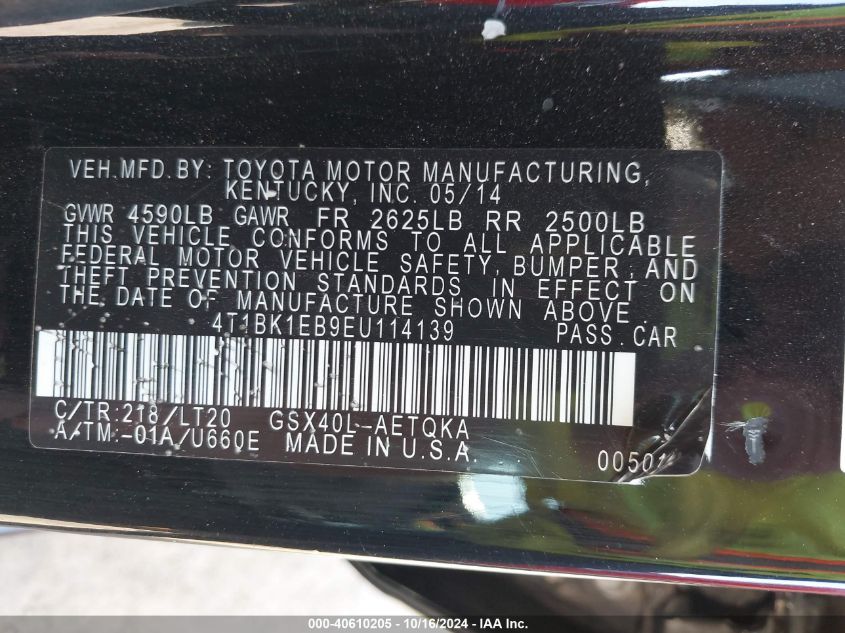 VEH.MFD.BY: TOYOTA MOTOR MANUFACTURING,
KENTUCKY, INC. 05/14
GVWR 4590LB GAWR FR 2625LB RR 2500LB
THIS VEHICLE CONFORMS TO ALL APPLICABLE
FEDERAL MOTOR VEHICLE SAFETY, BUMPER, AND
THEFT PREVENTION STANDARDS IN EFFECT ON
THE DATE OF MANUFACTURE SHOWN ABOVE.
4T1BK1EB9EU114139 PASS.CAR
C/TR:218/LT20 GSX40L-AETQKA
A/TM:-01A/U660E MADE IN U.S.A.
000-40610205 - 10/16/2024 - IAA Inc.